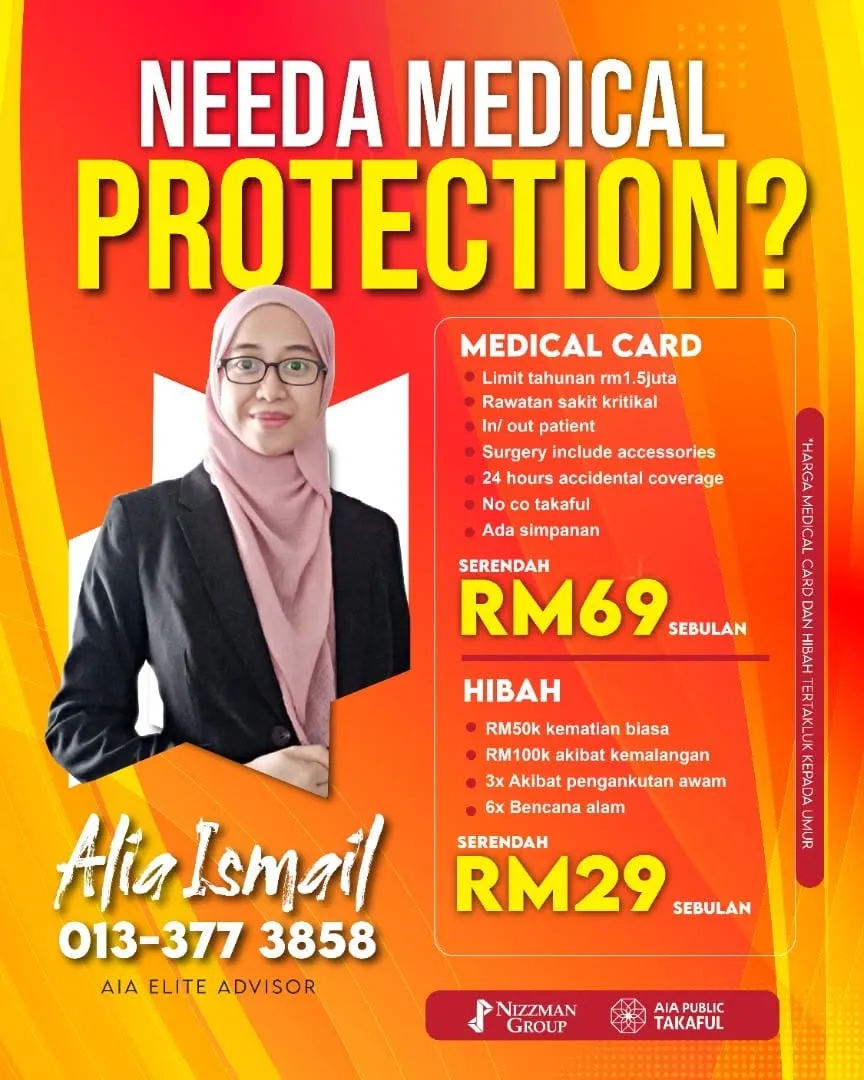 NEED A MEDICAL
PROTECTION?
MEDICAL CARD
Limit tahunan rm1.5juta
Rawatan sakit kritikal
In/ out patient
Surgery include accessories
24 hours accidental coverage
No co takaful
Ada simpanan
SERENDAH
RM69 SEBULAN
HIBAH
RM50k kematian biasa
RM100k akibat kemalangan
3x Akibat pengankutan awam
6x Bencana alam
SERENDAH
RM29 SEBULAN
*HARGA MEDICAL CARD DAN HIBAH TERTAKLUK KEPADA UMUR
Alia Ismail
013-377 3858
AIA ELITE ADVISOR
NIZZMAN
GROUP
AIA PUBLIC
TAKAFUL